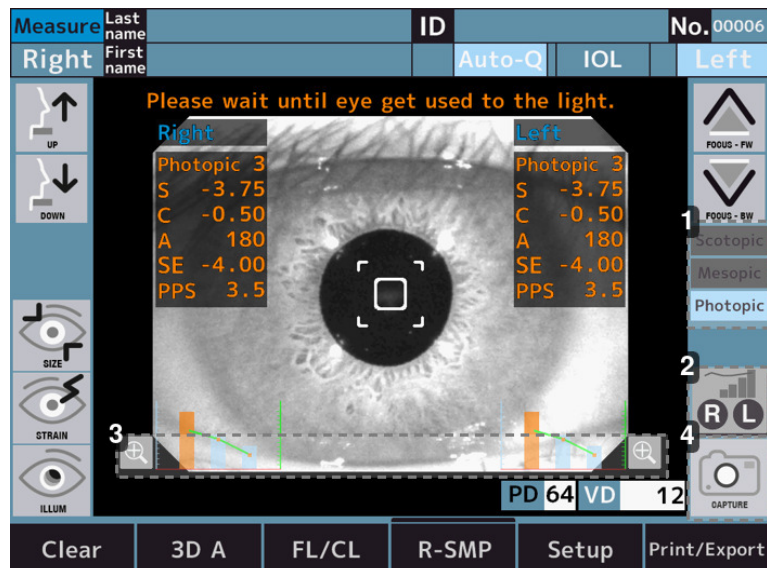 Measure Last name ID No. 00006
Right First name Auto-Q IOL Left
Please wait until eye get used to the light.
UP
DOWN
SIZE
STRAIN
ILLUM
Right
Photopic 3
S -3.75
C -0.50
A 180
SE -4.00
PPS 3.5
Left
Photopic 3
S -3.75
C -0.50
A 180
SE -4.00
PPS 3.5
FOCUS - FW
FOCUS - BW
1
Scotopic
Mesopic
Photopic
2
R L
3
4
CAPTURE
PD 64 VD 12
Clear 3D A FL/CL R-SMP Setup Print/Export